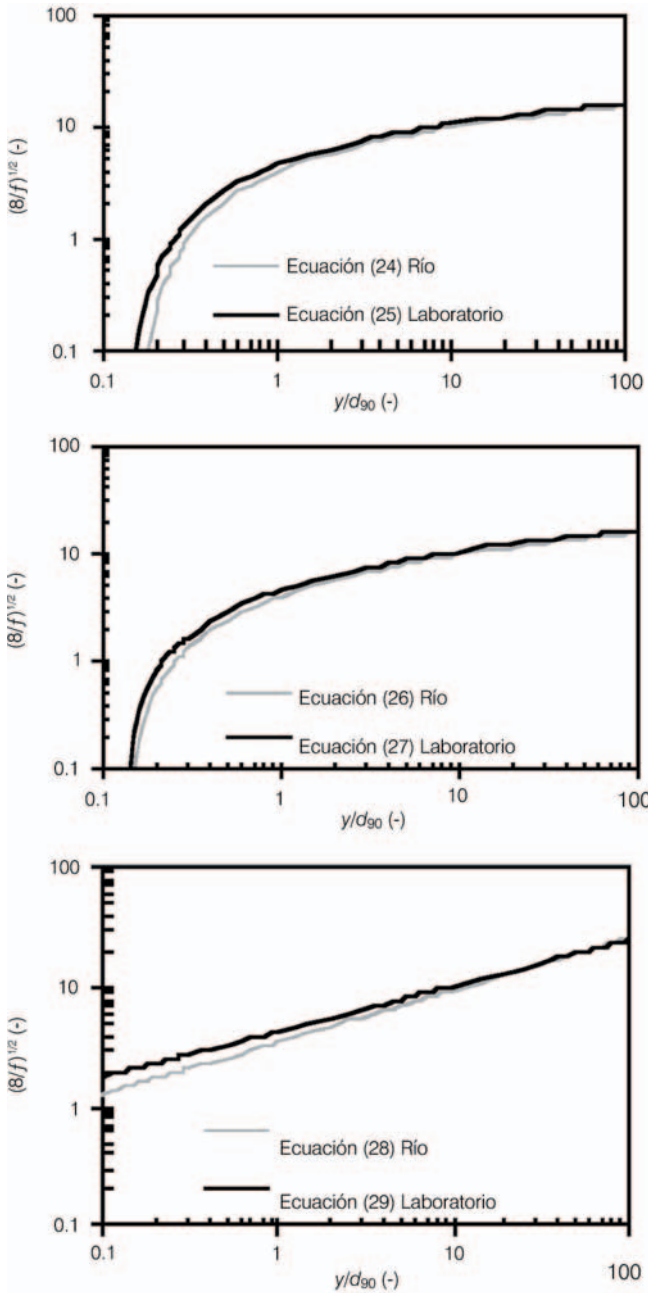 100
10
1
0.1
(8/f)1/2 (-)
Ecuación (24) Río
Ecuación (25) Laboratorio
0.1 1 10 100
y/d90 (-)
100
10
1
0.1
(8/f)1/2 (-)
Ecuación (26) Río
Ecuación (27) Laboratorio
0.1 1 10 100
y/d90 (-)
100
10
1
0.1
(8/f)1/2 (-)
Ecuación (28) Río
Ecuación (29) Laboratorio
0.1 1 10 100
y/d90 (-)